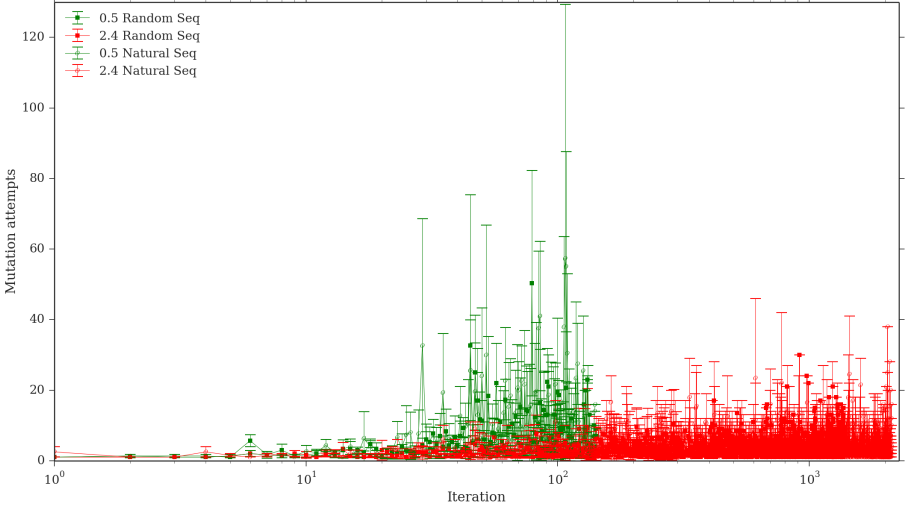 0.5 Random Seq
2.4 Random Seq
0.5 Natural Seq
2.4 Natural Seq
Mutation attempts
120
100
80
60
40
20
0
10⁰ 10¹ 10² 10³
Iteration